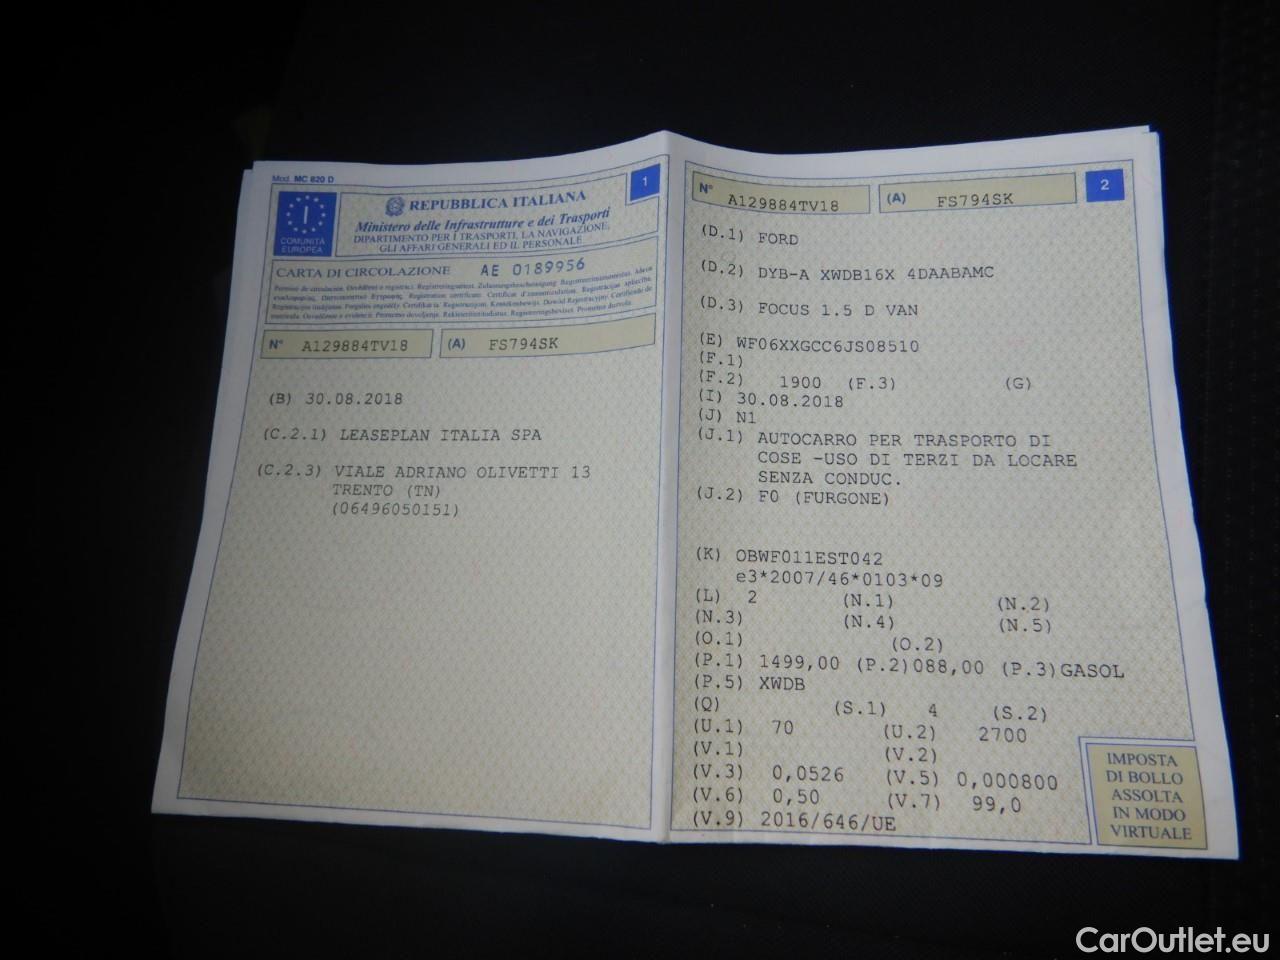 Mod. MC 820 D
1
I
COMUNITÀ
EUROPEA
REPUBBLICA ITALIANA
Ministero delle Infrastrutture e dei Trasporti
DIPARTIMENTO PER I TRASPORTI, LA NAVIGAZIONE,
GLI AFFARI GENERALI ED IL PERSONALE
CARTA DI CIRCOLAZIONE AE 0189956
N° A129884TV18 (A) FS794SK
(B) 30.08.2018
(C.2.1) LEASEPLAN ITALIA SPA
(C.2.3) VIALE ADRIANO OLIVETTI 13
TRENTO (TN)
(06496050151)
2
N° A129884TV18 (A) FS794SK
(D.1) FORD
(D.2) DYB-A XWDB16X 4DAABAMC
(D.3) FOCUS 1.5 D VAN
(E) WF06XXGCC6JS08510
(F.1)
(F.2) 1900 (F.3) (G)
(I) 30.08.2018
(J) N1
(J.1) AUTOCARRO PER TRASPORTO DI
COSE -USO DI TERZI DA LOCARE
SENZA CONDUC.
(J.2) F0 (FURGONE)
(K) OBWF011EST042
e3*2007/46*0103*09
(L) 2 (N.1) (N.2)
(N.3) (N.4) (N.5)
(O.1) (O.2)
(P.1) 1499,00 (P.2)088,00 (P.3)GASOL
(P.5) XWDB
(Q) (S.1) 4 (S.2)
(U.1) 70 (U.2) 2700
(V.1) (V.2)
(V.3) 0,0526 (V.5) 0,000800
(V.6) 0,50 (V.7) 99,0
(V.9) 2016/646/UE
IMPOSTA
DI BOLLO
ASSOLTA
IN MODO
VIRTUALE
CarOutlet.eu